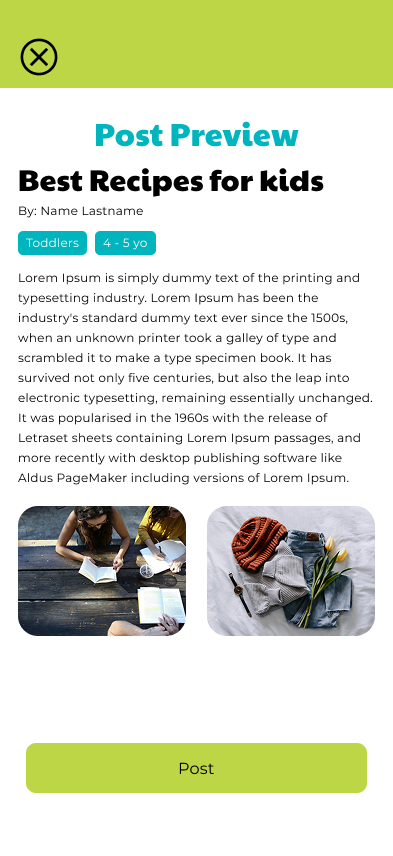 Post Preview
Best Recipes for kids
By: Name Lastname
Toddlers 4 - 5 yo
Lorem Ipsum is simply dummy text of the printing and
typesetting industry. Lorem Ipsum has been the
industry's standard dummy text ever since the 1500s,
when an unknown printer took a galley of type and
scrambled it to make a type specimen book. It has
survived not only five centuries, but also the leap into
electronic typesetting, remaining essentially unchanged.
It was popularised in the 1960s with the release of
Letraset sheets containing Lorem Ipsum passages, and
more recently with desktop publishing software like
Aldus PageMaker including versions of Lorem Ipsum.
Post